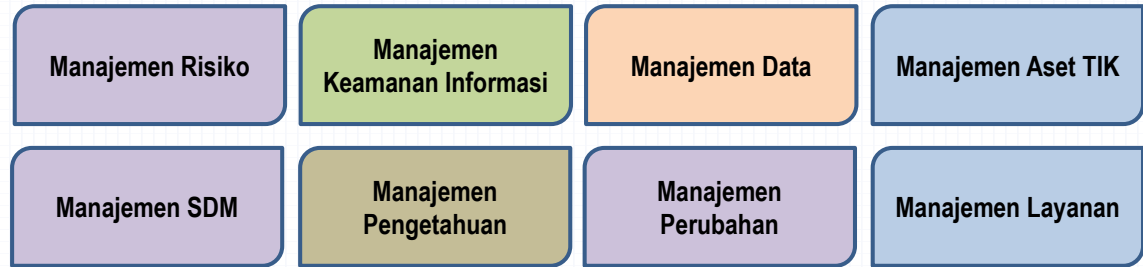 Manajemen Risiko
Manajemen
Keamanan Informasi
Manajemen Data
Manajemen Aset TIK
Manajemen SDM
Manajemen
Pengetahuan
Manajemen
Perubahan
Manajemen Layanan